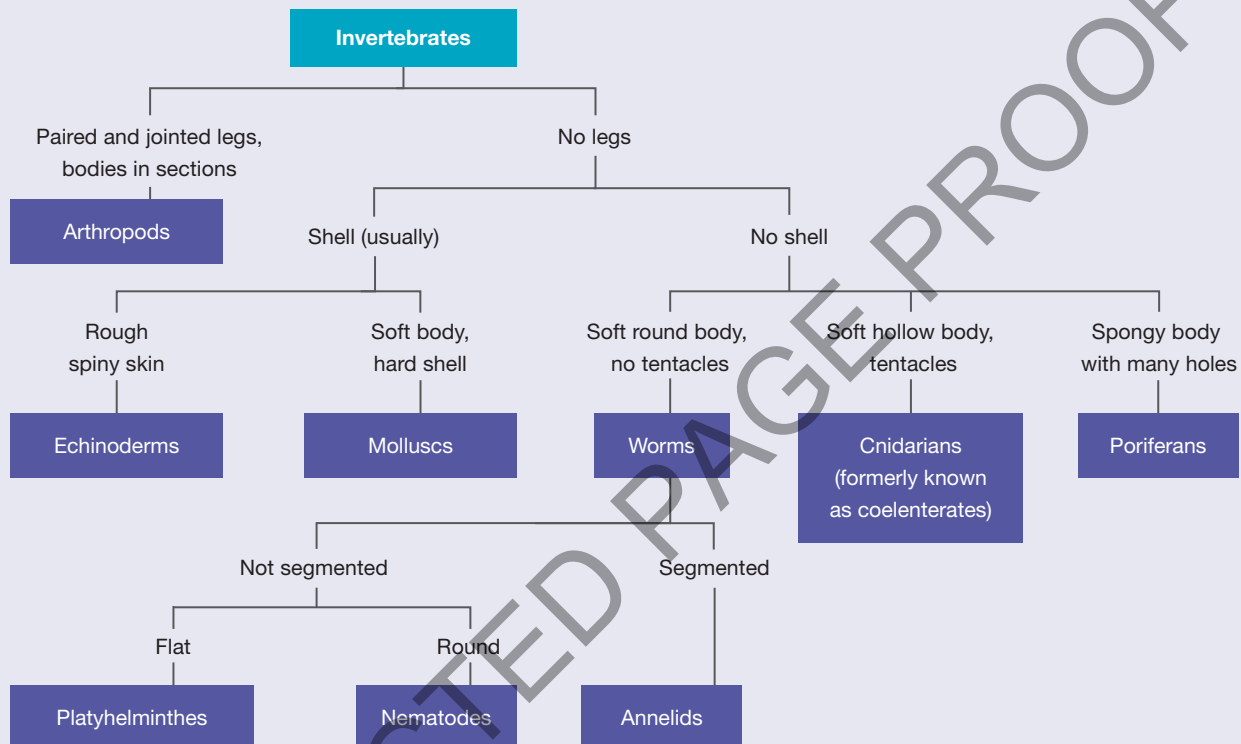 Invertebrates
Paired and jointed legs,
bodies in sections
No legs
Arthropods
Shell (usually)
No shell
Rough
spiny skin
Soft body,
hard shell
Soft round body,
no tentacles
Soft hollow body,
tentacles
Spongy body
with many holes
Echinoderms
Molluscs
Worms
Cnidarians
(formerly known
as coelenterates)
Poriferans
Not segmented
Segmented
Flat
Round
Platyhelminthes
Nematodes
Annelids
CTED PAGE PROOF